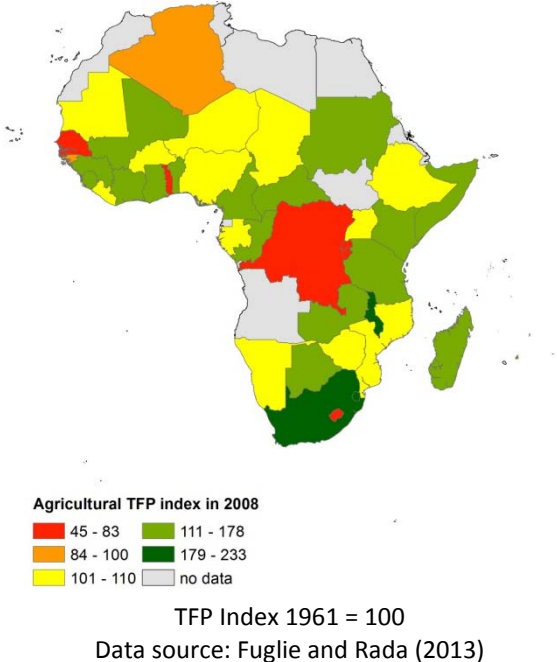 Agricultural TFP index in 2008
45 - 83 111 - 178
84 - 100 179 - 233
101 - 110 no data
TFP Index 1961 = 100
Data source: Fuglie and Rada (2013)